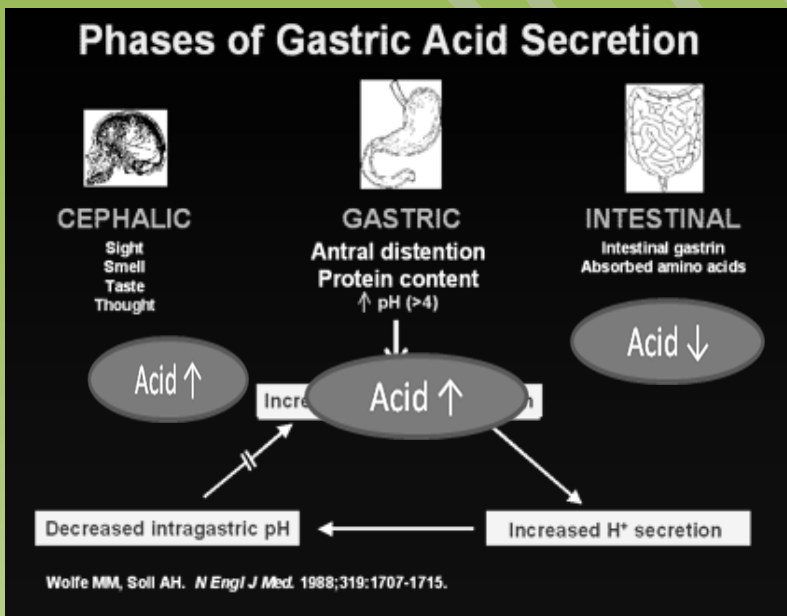 Phases of Gastric Acid Secretion
CEPHALIC
Sight
Smell
Taste
Thought
Acid ↑
GASTRIC
Antral distention
Protein content
↑ pH (>4)
Acid ↑
INTESTINAL
Intestinal gastrin
Absorbed amino acids
Acid ↓
Decreased intragastric pH
Increased H⁺ secretion
Wolfe MM, Soll AH. N Engl J Med. 1988;319:1707-1715.